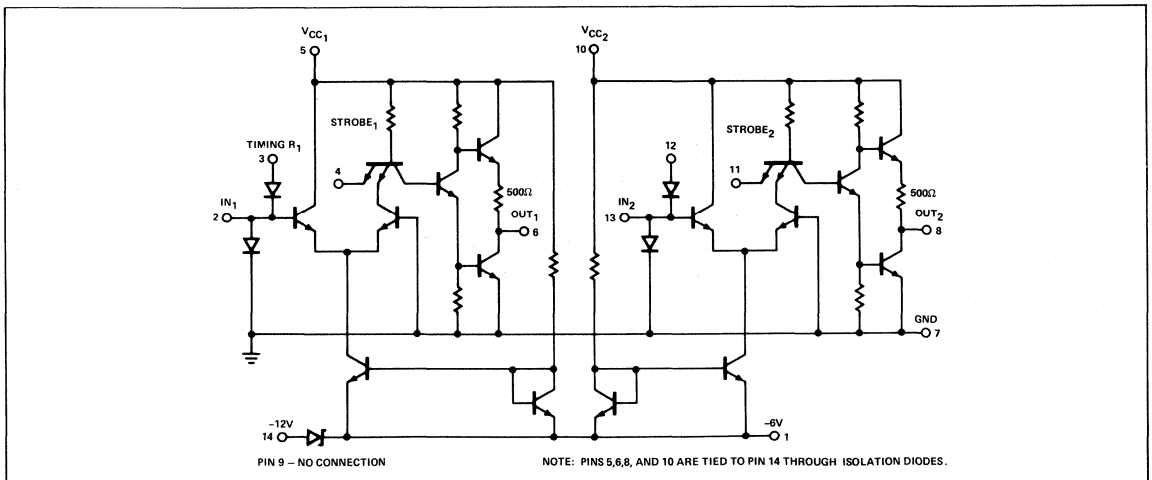 VCC1
5
VCC2
10
STROBE1
TIMING R1
3
4
IN1
2
500Ω
OUT1
6
STROBE2
12
11
IN2
13
500Ω
OUT2
8
GND
7
-12V
14
-6V
1
PIN 9 – NO CONNECTION
NOTE: PINS 5,6,8, AND 10 ARE TIED TO PIN 14 THROUGH ISOLATION DIODES.